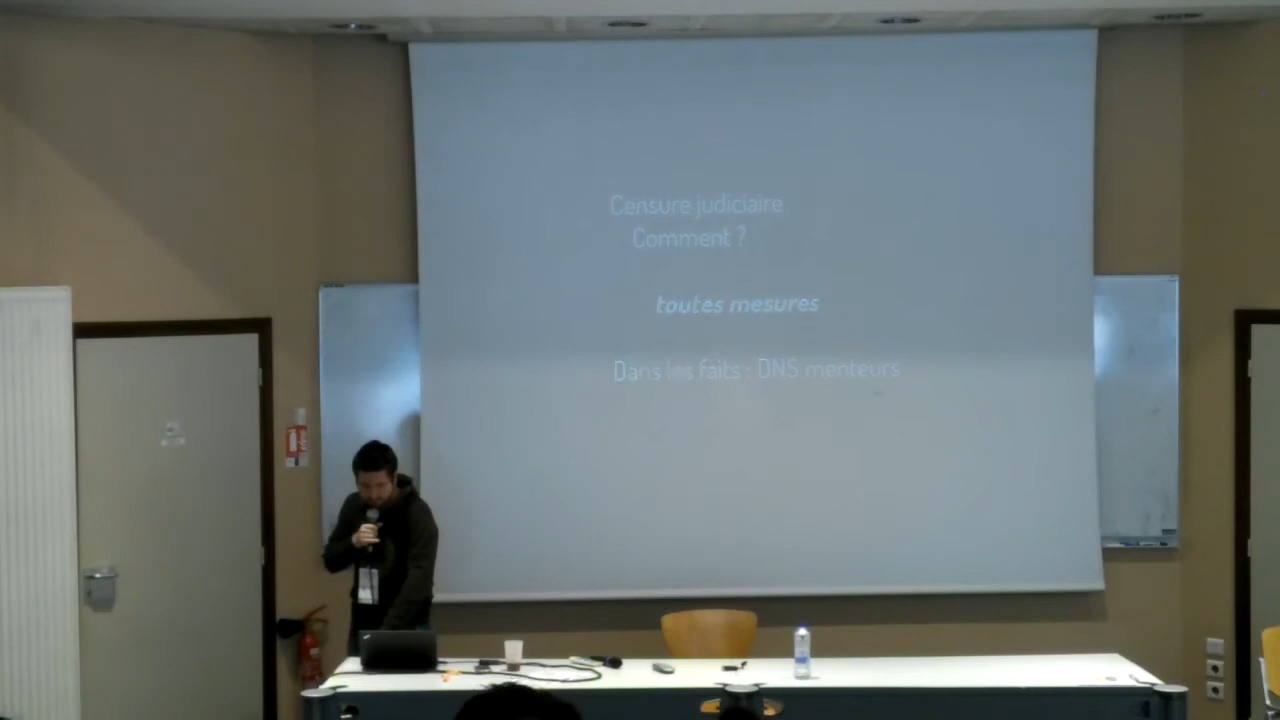 Censure judiciaire
Comment ?
toutes mesures
Dans les faits : DNS menteurs